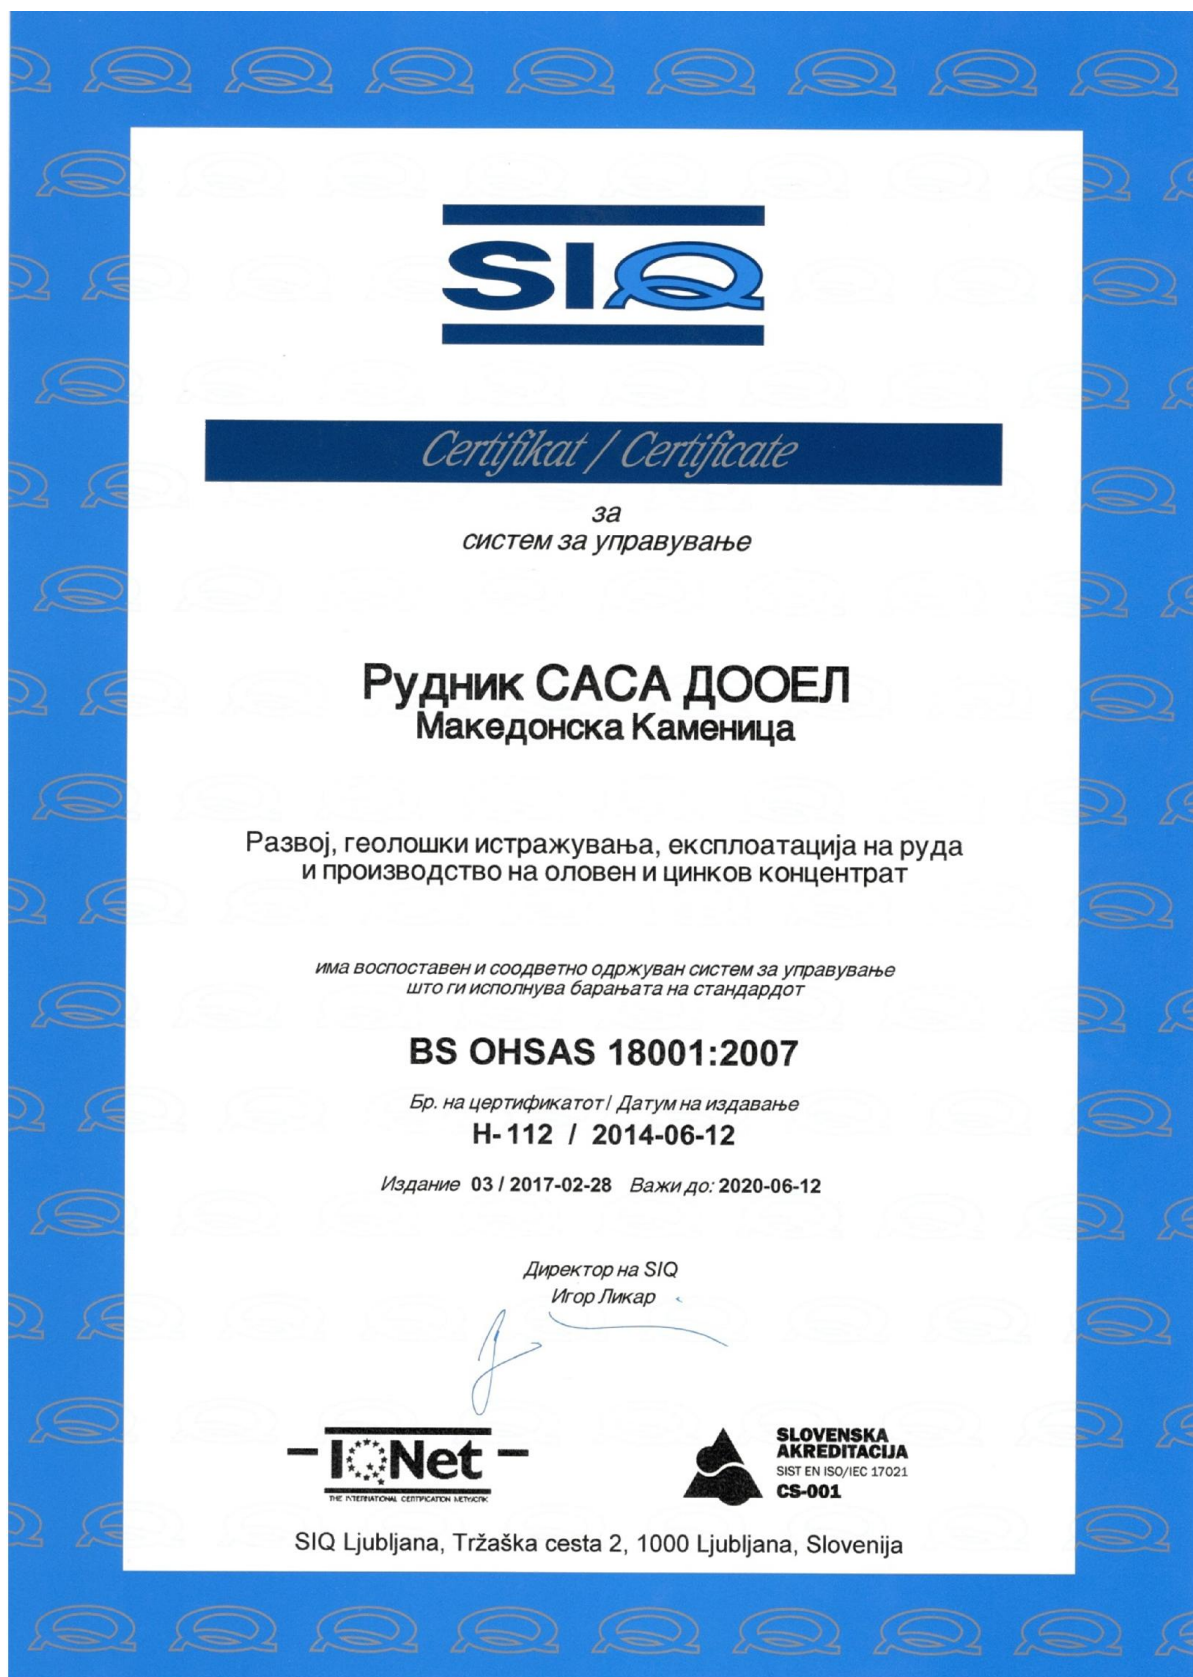 SIQ
Certifikat / Certificate
за
систем за управување
Рудник САСА ДООЕЛ
Македонска Каменица
Развој, геолошки истражувања, експлоатација на руда
и производство на оловен и цинков концентрат
има воспоставен и соодветно одржуван систем за управување
што ги исполнува барањата на стандардот
BS OHSAS 18001:2007
Бр. на цертификатот / Датум на издавање
H-112 / 2014-06-12
Издание 03 / 2017-02-28 Важи до: 2020-06-12
Директор на SIQ
Игор Ликар
IQNet
THE INTERNATIONAL CERTIFICATION NETWORK
SLOVENSKA
AKREDITACIJA
SIST EN ISO/IEC 17021
CS-001
SIQ Ljubljana, Tržaška cesta 2, 1000 Ljubljana, Slovenija